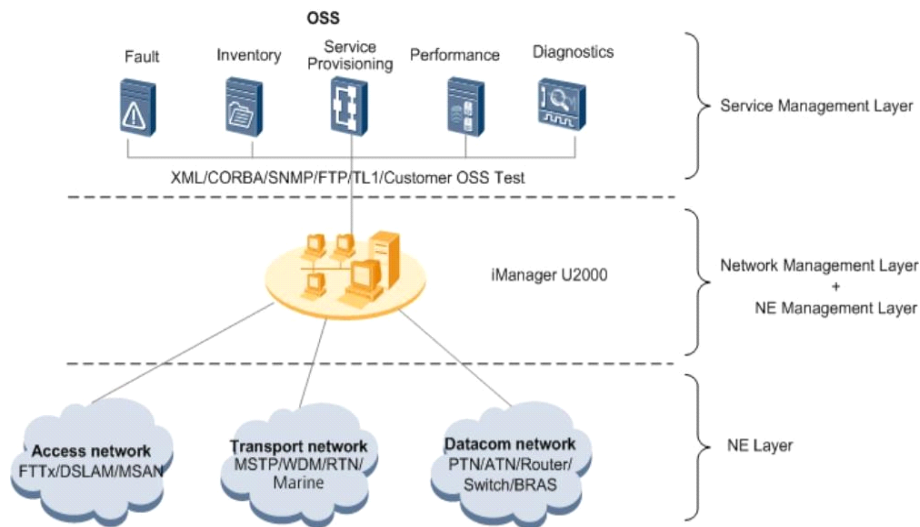 OSS
Fault
Inventory
Service
Provisioning
Performance
Diagnostics
Service Management Layer
XML/CORBA/SNMP/FTP/TL1/Customer OSS Test
iManager U2000
Network Management Layer
+
NE Management Layer
Access network
FTTx/DSLAM/MSAN
Transport network
MSTP/WDM/RTN/
Marine
Datacom network
PTN/ATN/Router/
Switch/BRAS
NE Layer